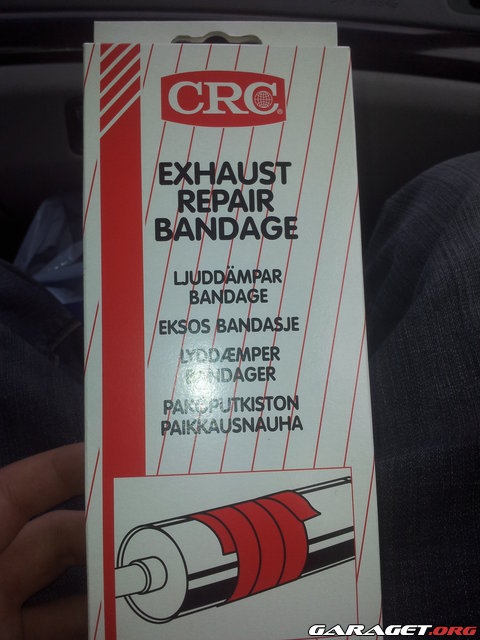 CRC
EXHAUST
REPAIR
BANDAGE
LJUDDÄMPAR
BANDAGE
EKSOS BANDASJE
LYDDÆMPER
BANDAGER
PAKOPUTKISTON
PAIKKAUSNAUHA
GARAGET.ORG